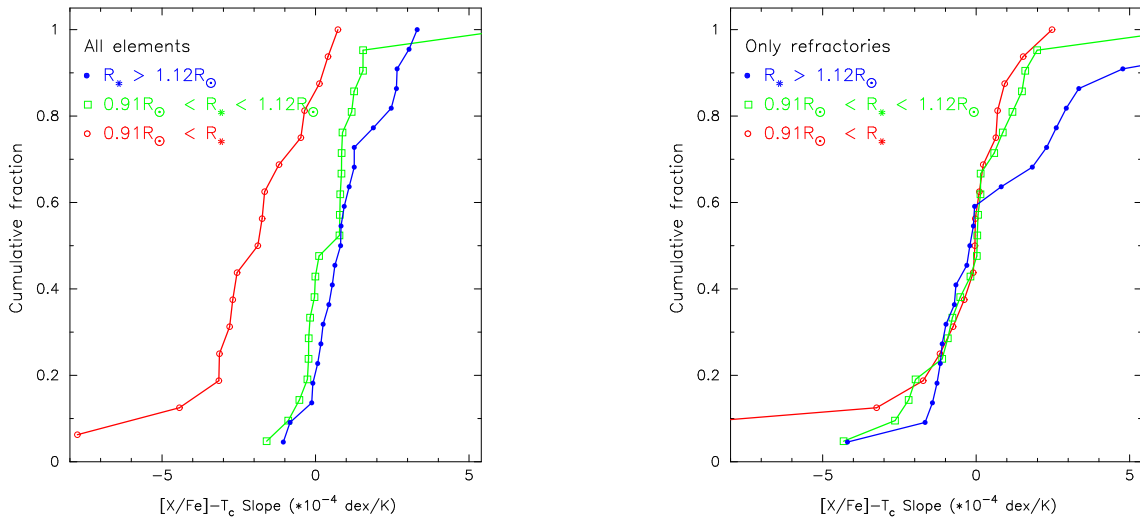 All elements
R* > 1.12R⊙
0.91R⊙ < R* < 1.12R⊙
0.91R⊙ < R*
Cumulative fraction
0
0.2
0.4
0.6
0.8
1
−5
0
5
[X/Fe]−Tc Slope (*10−4 dex/K)
Only refractories
R* > 1.12R⊙
0.91R⊙ < R* < 1.12R⊙
0.91R⊙ < R*
Cumulative fraction
0
0.2
0.4
0.6
0.8
1
−5
0
5
[X/Fe]−Tc Slope (*10−4 dex/K)